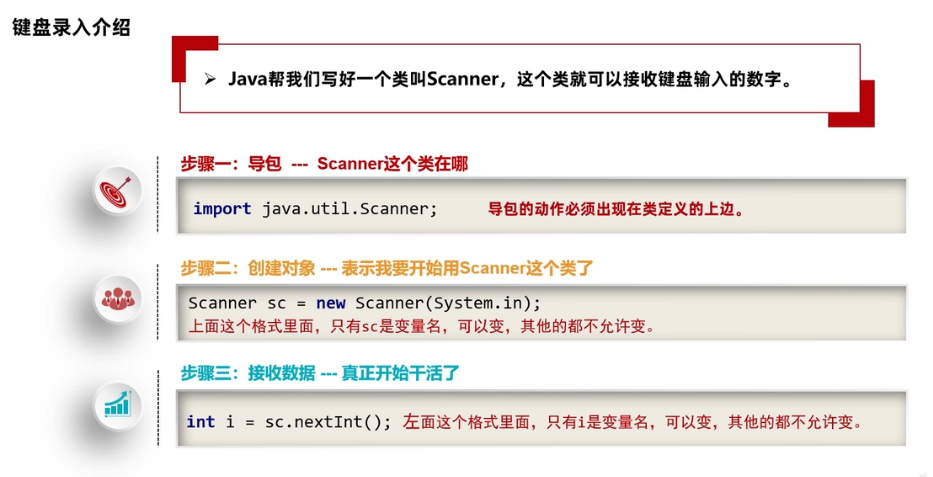 键盘录入介绍
➢ Java帮我们写好一个类叫Scanner，这个类就可以接收键盘输入的数字。
步骤一：导包 --- Scanner这个类在哪
import java.util.Scanner; 导包的动作必须出现在类定义的上边。
步骤二：创建对象 --- 表示我要开始用Scanner这个类了
Scanner sc = new Scanner(System.in);
上面这个格式里面，只有sc是变量名，可以变，其他的都不允许变。
步骤三：接收数据 --- 真正开始干活了
int i = sc.nextInt(); 左面这个格式里面，只有i是变量名，可以变，其他的都不允许变。